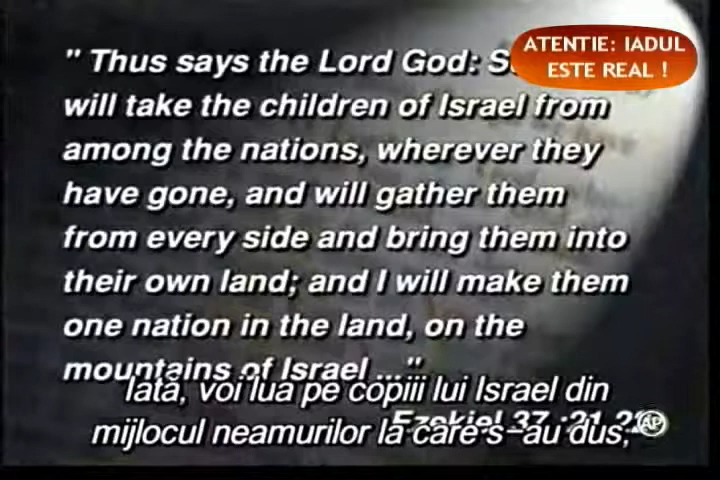 " Thus says the Lord God: S
will take the children of Israel from
among the nations, wherever they
have gone, and will gather them
from every side and bring them into
their own land; and I will make them
one nation in the land, on the
mountains of Israel ..."
Ezekiel 37 :21,22
ATENTIE: IADUL
ESTE REAL !
Iată, voi lua pe copiii lui Israel din
mijlocul neamurilor la care s-au dus,
AP